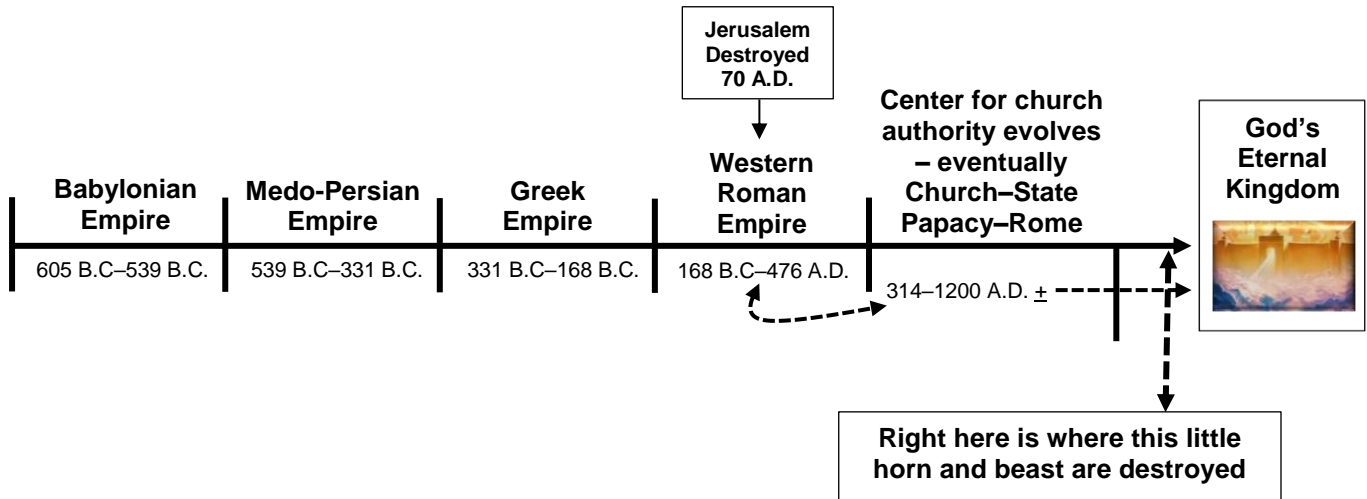 Jerusalem
Destroyed
70 A.D.
Babylonian
Empire
605 B.C–539 B.C.
Medo-Persian
Empire
539 B.C–331 B.C.
Greek
Empire
331 B.C–168 B.C.
Western
Roman
Empire
168 B.C–476 A.D.
Center for church
authority evolves
– eventually
Church–State
Papacy–Rome
314–1200 A.D. +
God’s
Eternal
Kingdom
Right here is where this little
horn and beast are destroyed